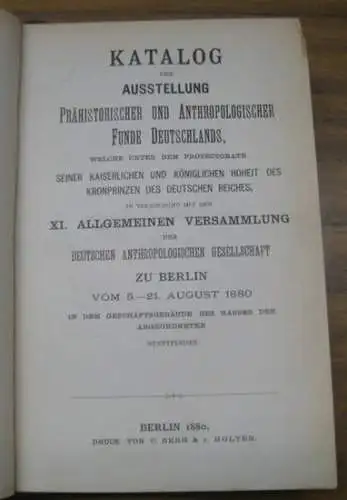 KATALOG
DER
AUSSTELLUNG
PRÄHISTORISCHER UND ANTHROPOLOGISCHER
FUNDE DEUTSCHLANDS,
WELCHE UNTER DEM PROTECTORATE
SEINER KAISERLICHEN UND KÖNIGLICHEN HOHEIT DES
KRONPRINZEN DES DEUTSCHEN REICHES,
IN VERBINDUNG MIT DER
XI. ALLGEMEINEN VERSAMMLUNG
DER
DEUTSCHEN ANTHROPOLOGISCHEN GESELLSCHAFT
ZU BERLIN
VOM 5.—21. AUGUST 1880
IN DEM GESCHÄFTSGEBÄUDE DES HAUSES DER
ABGEORDNETEN
STATTFINDET.
BERLIN 1880.
DRUCK VON C. BERG & v. HOLTEN.